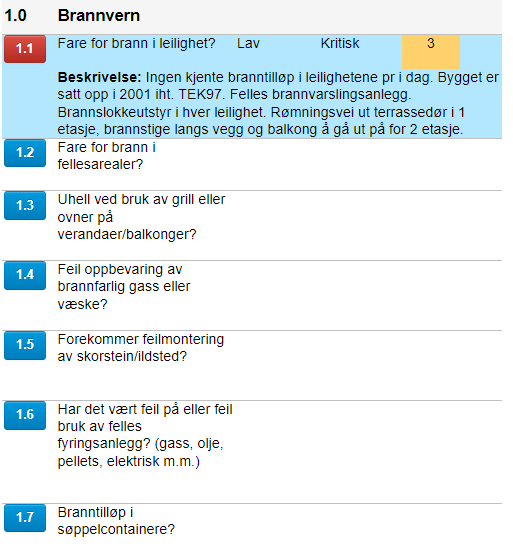 1.0 Brannvern
1.1 Fare for brann i leilighet? Lav Kritisk 3
Beskrivelse: Ingen kjente branntilløp i leilighetene pr i dag. Bygget er
satt opp i 2001 iht. TEK97. Felles brannvarslingsanlegg.
Brannslokkeutstyr i hver leilighet. Rømningsvei ut terrassedør i 1
etasje, brannstige langs vegg og balkong å gå ut på for 2 etasje.
1.2 Fare for brann i
fellesarealer?
1.3 Uhell ved bruk av grill eller
ovner på
verandaer/balkonger?
1.4 Feil oppbevaring av
brannfarlig gass eller
væske?
1.5 Forekommer feilmontering
av skorstein/ildsted?
1.6 Har det vært feil på eller feil
bruk av felles
fyringsanlegg? (gass, olje,
pellets, elektrisk m.m.)
1.7 Branntilløp i
søppelcontainere?